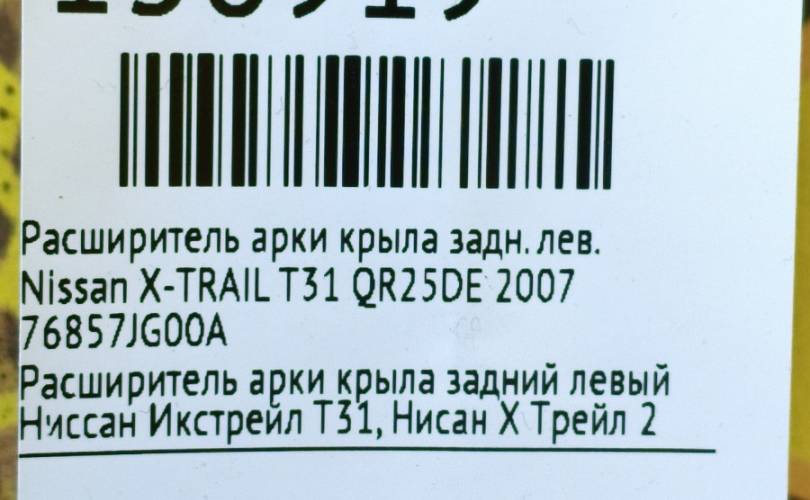 Расширитель арки крыла задн. лев.
Nissan X-TRAIL T31 QR25DE 2007
76857JG00A
Расширитель арки крыла задний левый
Ниссан Икстрейл Т31, Нисан Х Трейл 2